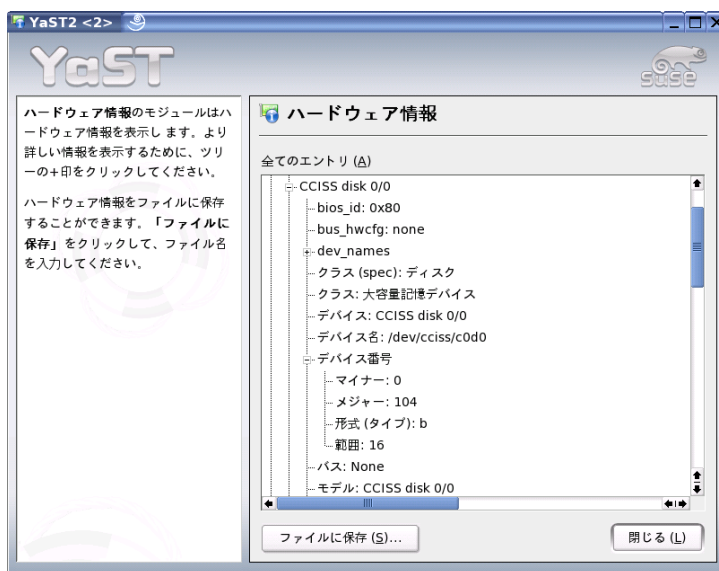 YaST2 <2>
YaST
SUSE
ハードウェア情報のモジュールはハ
ードウェア情報を表示し ます。より
詳しい情報を表示するために、ツリ
ーの+印をクリックしてください。
ハードウェア情報をファイルに保存
することができます。「ファイルに
保存」をクリックして、ファイル名
を入力してください。
ハードウェア情報
全てのエントリ (A)
CCISS disk 0/0
bios_id: 0x80
bus_hwcfg: none
dev_names
クラス (spec): ディスク
クラス: 大容量記憶デバイス
デバイス: CCISS disk 0/0
デバイス名: /dev/cciss/c0d0
デバイス番号
マイナー: 0
メジャー: 104
形式 (タイプ): b
範囲: 16
バス: None
モデル: CCISS disk 0/0
ファイルに保存 (S)...
閉じる (L)